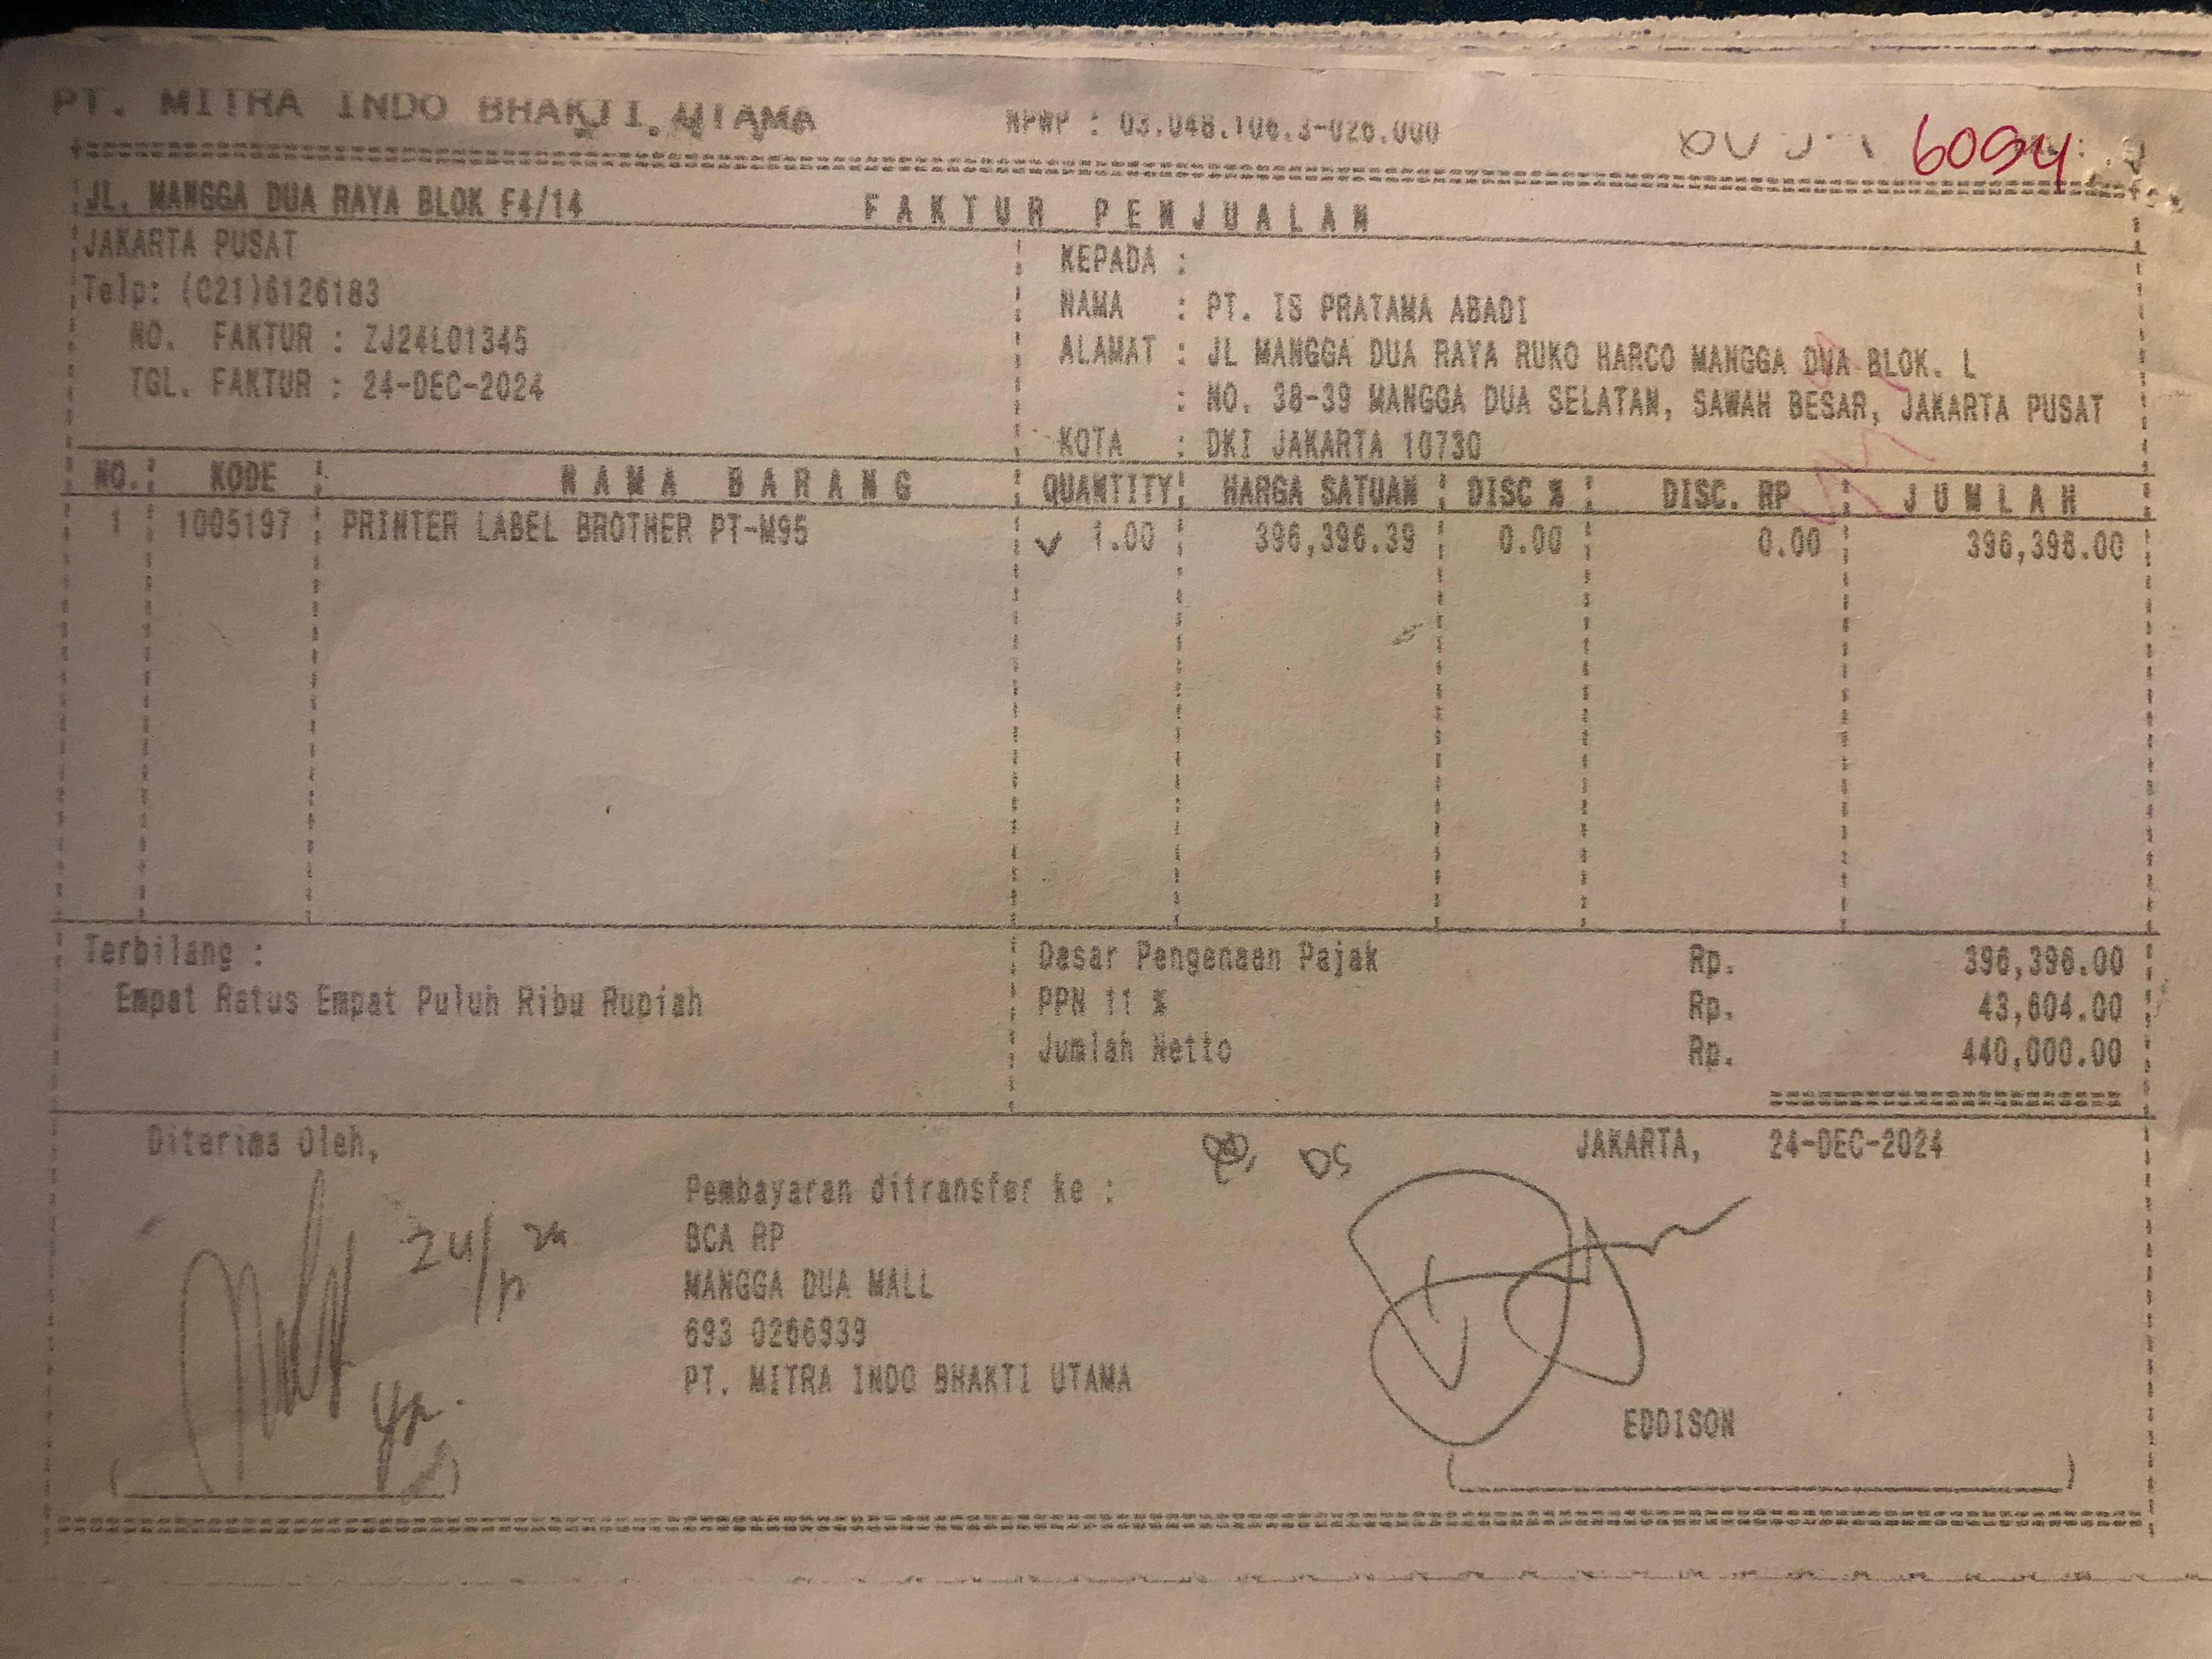 PT. MITRA INDO BHAKTI UTAMA
NPWP : 03.048.106.3-026.000
6094
JL. MANGGA DUA RAYA BLOK F4/14
FAKTUR PENJUALAN
JAKARTA PUSAT
Telp: (021)6126183
NO. FAKTUR : ZJ24L01345
TGL. FAKTUR : 24-DEC-2024
KEPADA :
NAMA : PT. IS PRATAMA ABADI
ALAMAT : JL MANGGA DUA RAYA RUKO HARCO MANGGA DUA BLOK. L
: NO. 38-39 MANGGA DUA SELATAN, SAWAH BESAR, JAKARTA PUSAT
KOTA : DKI JAKARTA 10730
NO. KODE NAMA BARANG QUANTITY HARGA SATUAN DISC % DISC. RP JUMLAH
1 1005197 PRINTER LABEL BROTHER PT-M95 1.00 396,396.39 0.00 0.00 396,396.00
Terbilang :
Empat Ratus Empat Puluh Ribu Rupiah
Dasar Pengenaan Pajak Rp. 396,396.00
PPN 11 % Rp. 43,604.00
Jumlah Netto Rp. 440,000.00
Diterima Oleh,
JAKARTA, 24-DEC-2024
Pembayaran ditransfer ke :
BCA RP
MANGGA DUA MALL
693 0266939
PT. MITRA INDO BHAKTI UTAMA
EDDISON